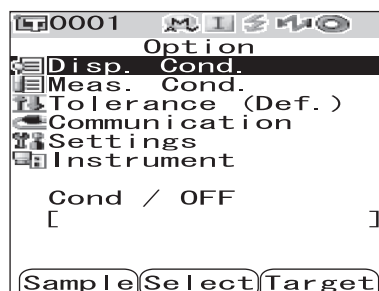 0001 M I
Option
Disp. Cond.
Meas. Cond.
Tolerance (Def.)
Communication
Settings
Instrument
Cond / OFF
[ ]
Sample Select Target